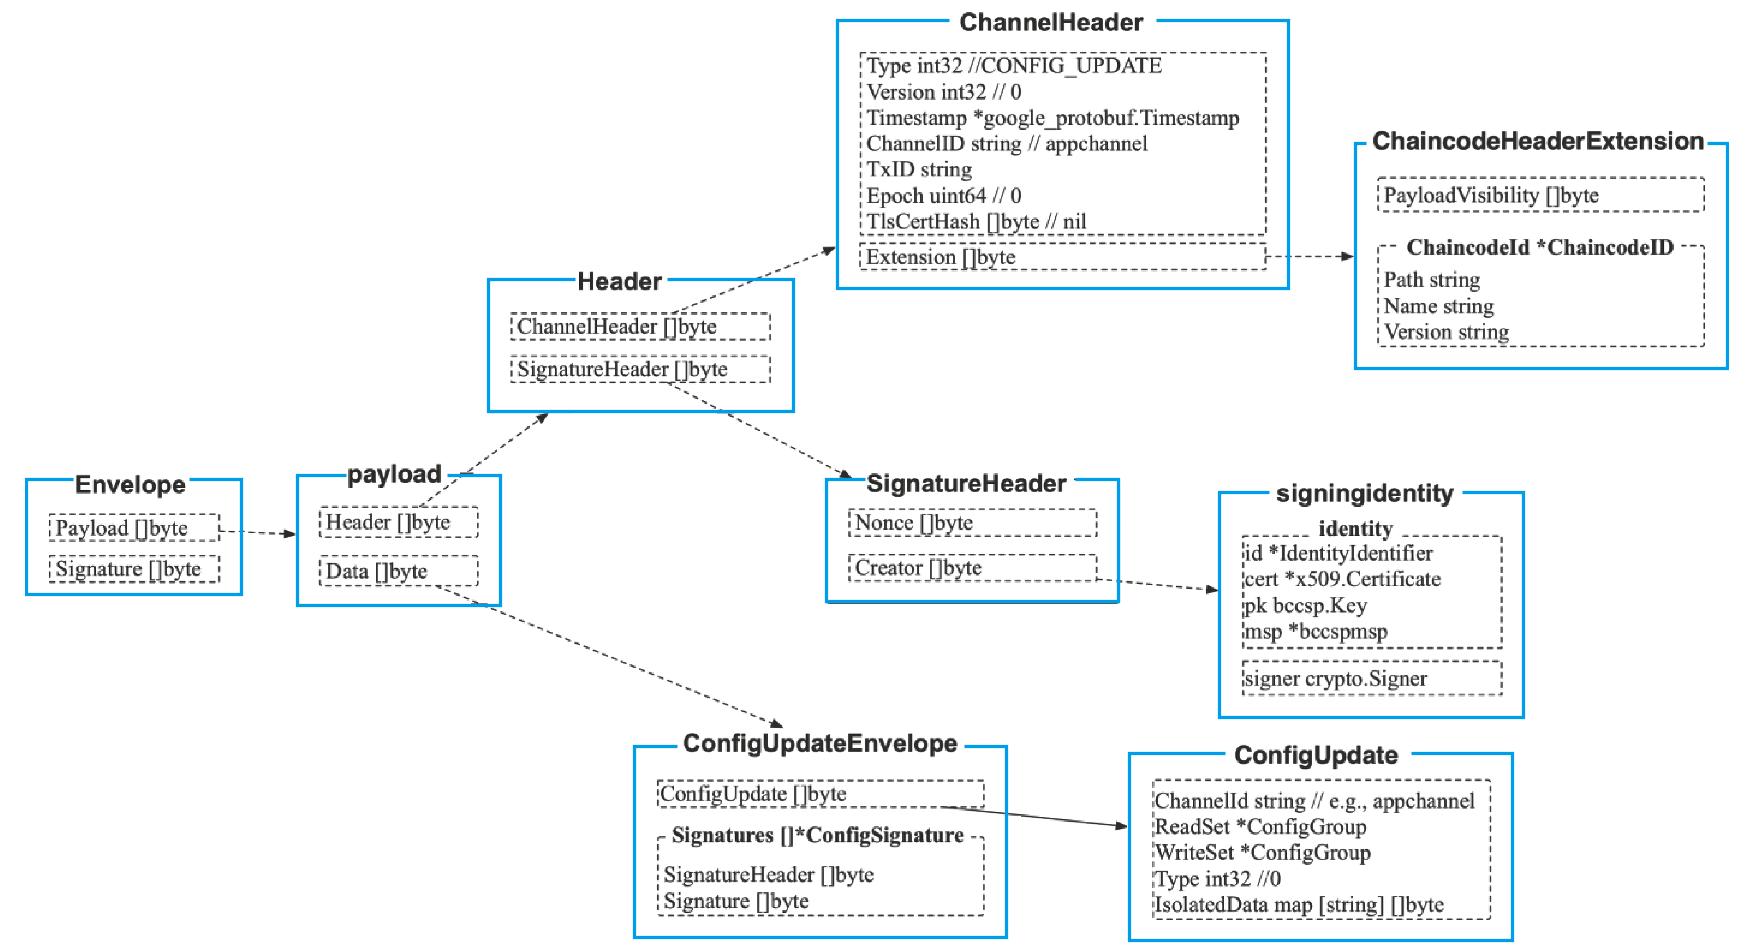 ChannelHeader
Type int32 //CONFIG_UPDATE
Version int32 // 0
Timestamp *google_protobuf.Timestamp
ChannelID string // appchannel
TxID string
Epoch uint64 // 0
TlsCertHash []byte // nil
Extension []byte
ChaincodeHeaderExtension
PayloadVisibility []byte
ChaincodeId *ChaincodeID
Path string
Name string
Version string
Header
ChannelHeader []byte
SignatureHeader []byte
Envelope
Payload []byte
Signature []byte
payload
Header []byte
Data []byte
SignatureHeader
Nonce []byte
Creator []byte
signingidentity
identity
id *IdentityIdentifier
cert *x509.Certificate
pk bccsp.Key
msp *bccspmsp
signer crypto.Signer
ConfigUpdateEnvelope
ConfigUpdate []byte
Signatures []*ConfigSignature
SignatureHeader []byte
Signature []byte
ConfigUpdate
ChannelId string // e.g., appchannel
ReadSet *ConfigGroup
WriteSet *ConfigGroup
Type int32 //0
IsolatedData map [string] []byte